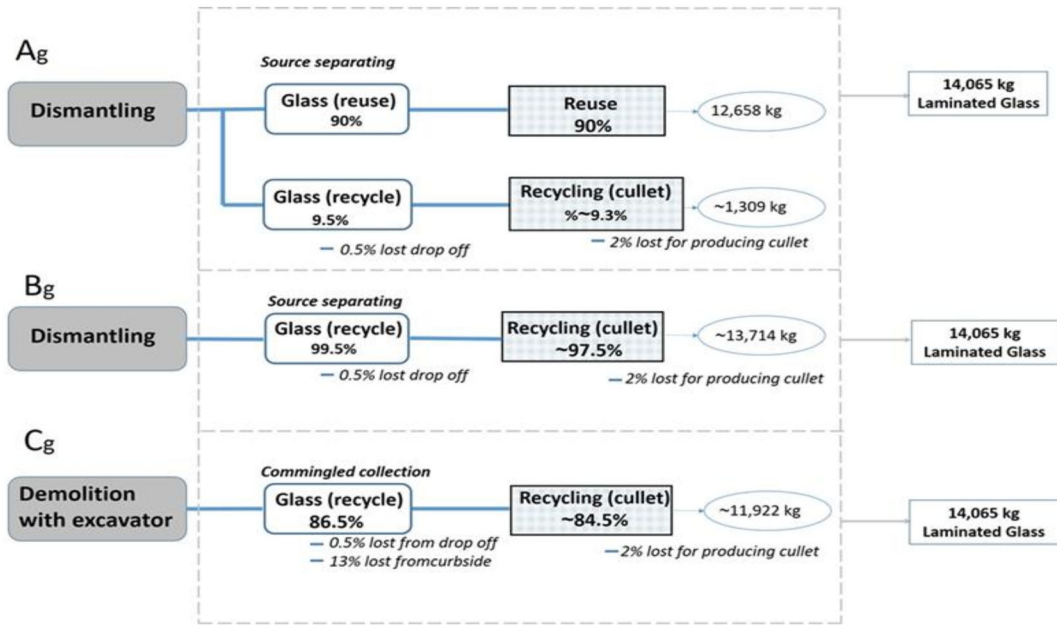 Ag
Dismantling
Source separating
Glass (reuse)
90%
Reuse
90%
12,658 kg
14,065 kg
Laminated Glass
Glass (recycle)
9.5%
Recycling (cullet)
%~9.3%
~1,309 kg
0.5% lost drop off
2% lost for producing cullet
Bg
Dismantling
Source separating
Glass (recycle)
99.5%
Recycling (cullet)
~97.5%
~13,714 kg
14,065 kg
Laminated Glass
0.5% lost drop off
2% lost for producing cullet
Cg
Demolition
with excavator
Commingled collection
Glass (recycle)
86.5%
Recycling (cullet)
~84.5%
~11,922 kg
14,065 kg
Laminated Glass
0.5% lost from drop off
13% lost fromcurbside
2% lost for producing cullet